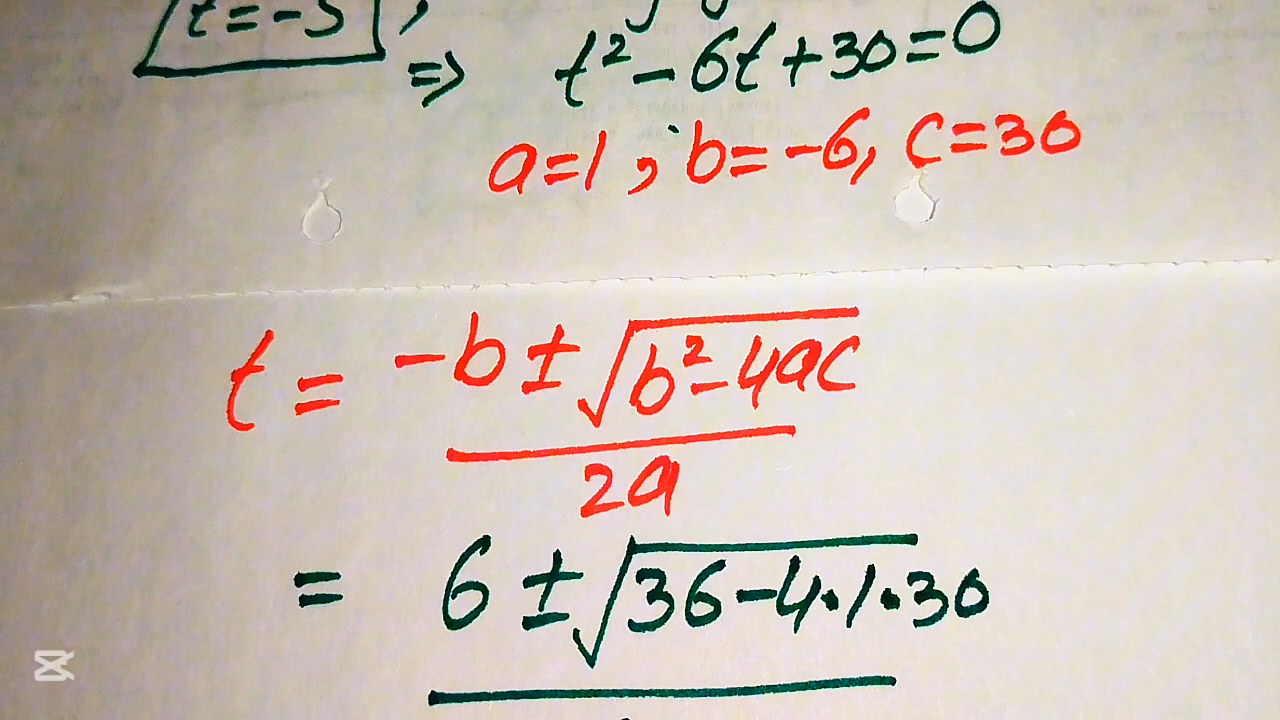 t=-5,
=> t²-6t+30=0
a=1, b=-6, c=30
t = -b±√b²-4ac
2a
= 6±√36-4·1·30